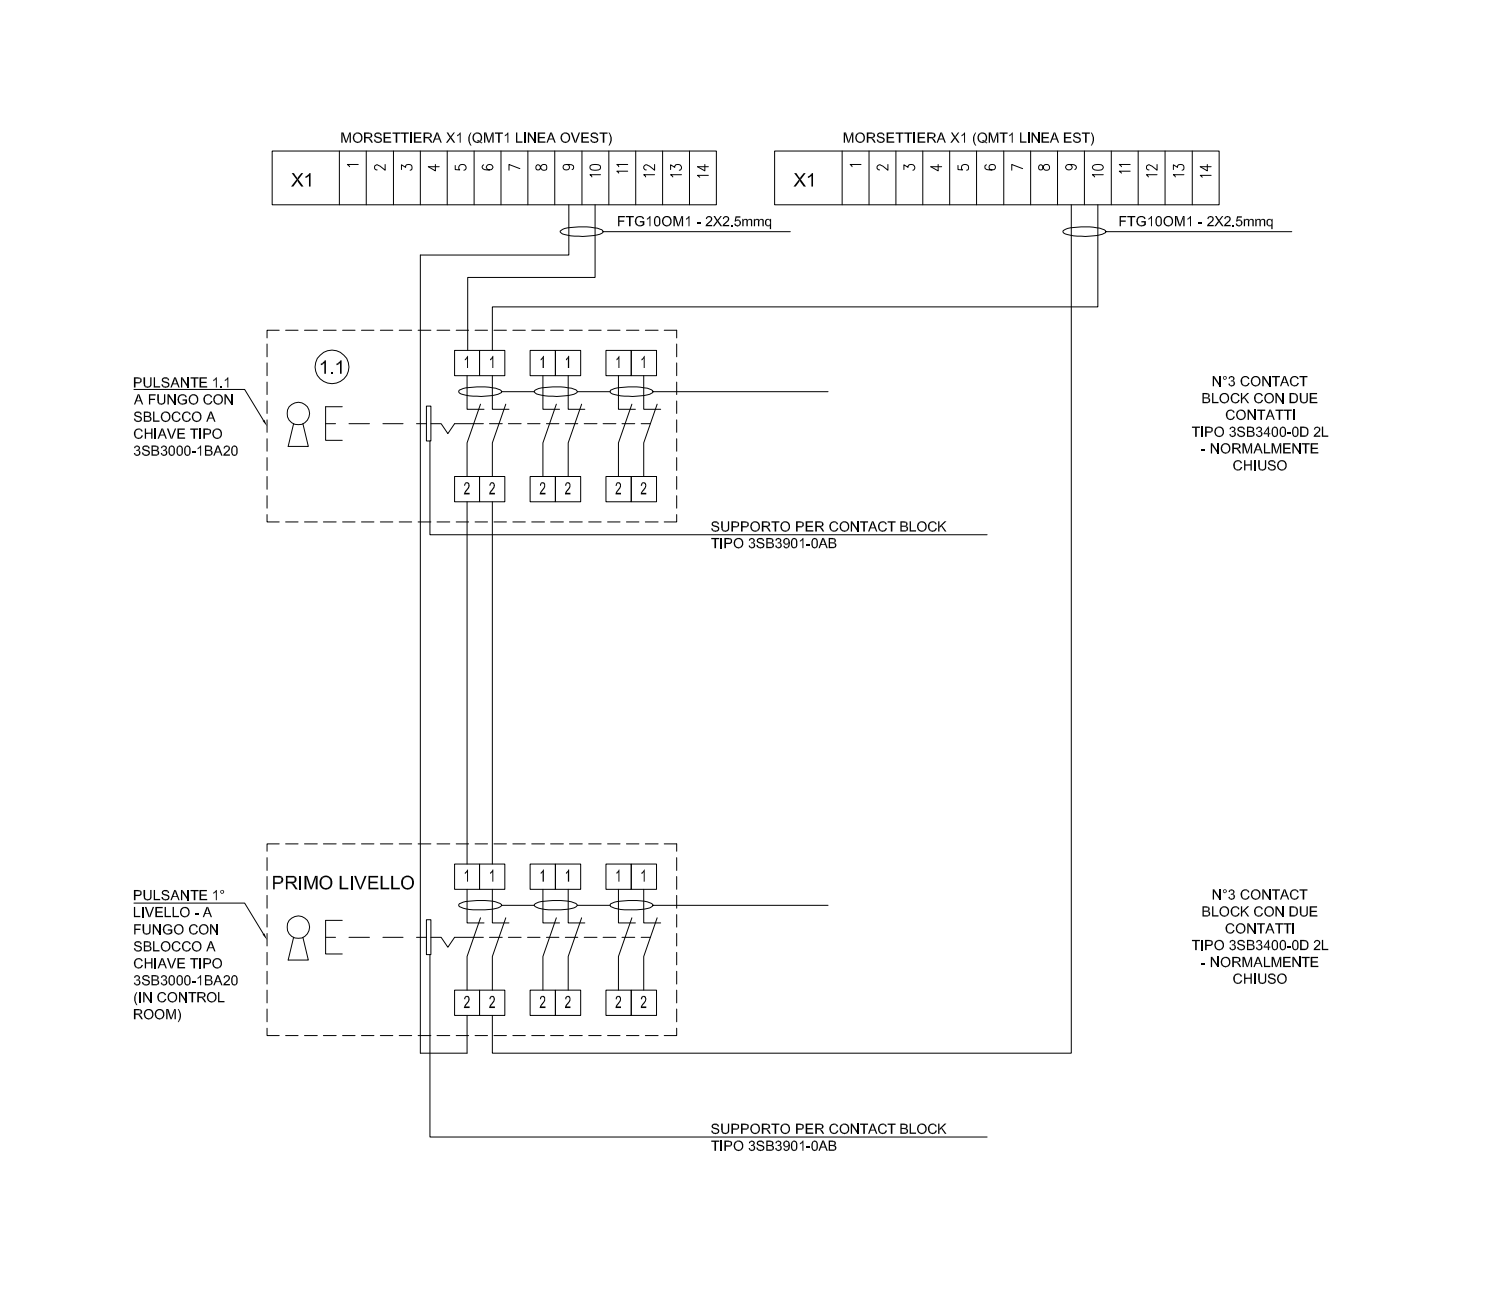 MORSETTIERA X1 (QMT1 LINEA OVEST)
X1 1 2 3 4 5 6 7 8 9 10 11 12 13 14
FTG10OM1 - 2X2.5mmq
MORSETTIERA X1 (QMT1 LINEA EST)
X1 1 2 3 4 5 6 7 8 9 10 11 12 13 14
FTG10OM1 - 2X2.5mmq
PULSANTE 1.1
A FUNGO CON
SBLOCCO A
CHIAVE TIPO
3SB3000-1BA20
1.1
1 1 1 1 1 1
2 2 2 2 2 2
N°3 CONTACT
BLOCK CON DUE
CONTATTI
TIPO 3SB3400-0D 2L
- NORMALMENTE
CHIUSO
SUPPORTO PER CONTACT BLOCK
TIPO 3SB3901-0AB
PULSANTE 1°
LIVELLO - A
FUNGO CON
SBLOCCO A
CHIAVE TIPO
3SB3000-1BA20
(IN CONTROL
ROOM)
PRIMO LIVELLO
1 1 1 1 1 1
2 2 2 2 2 2
N°3 CONTACT
BLOCK CON DUE
CONTATTI
TIPO 3SB3400-0D 2L
- NORMALMENTE
CHIUSO
SUPPORTO PER CONTACT BLOCK
TIPO 3SB3901-0AB